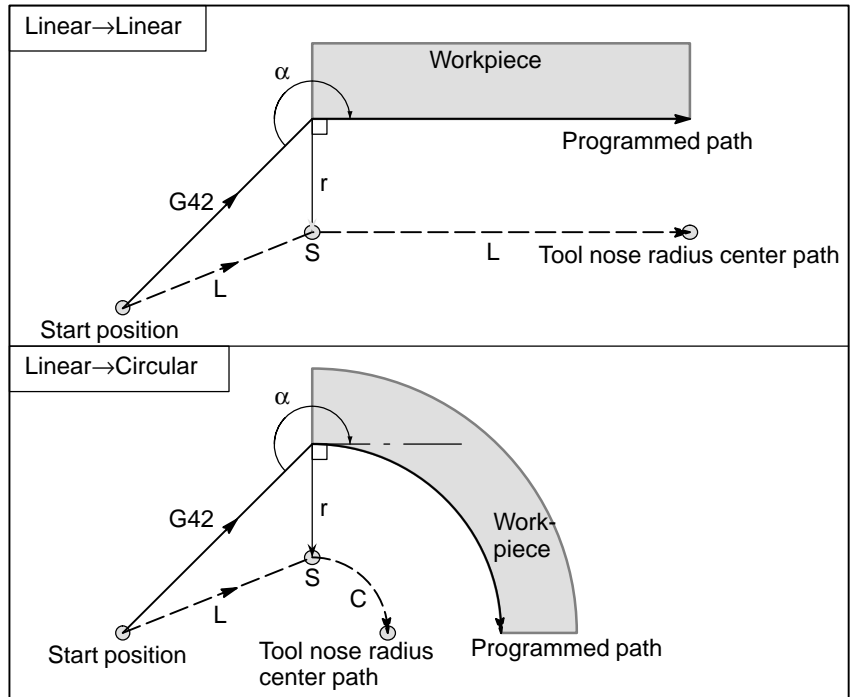 Linear→Linear
Workpiece
α
Programmed path
G42
r
S
L
Tool nose radius center path
L
Start position
Linear→Circular
α
G42
r
Work-
piece
S
C
L
Start position
Tool nose radius
center path
Programmed path